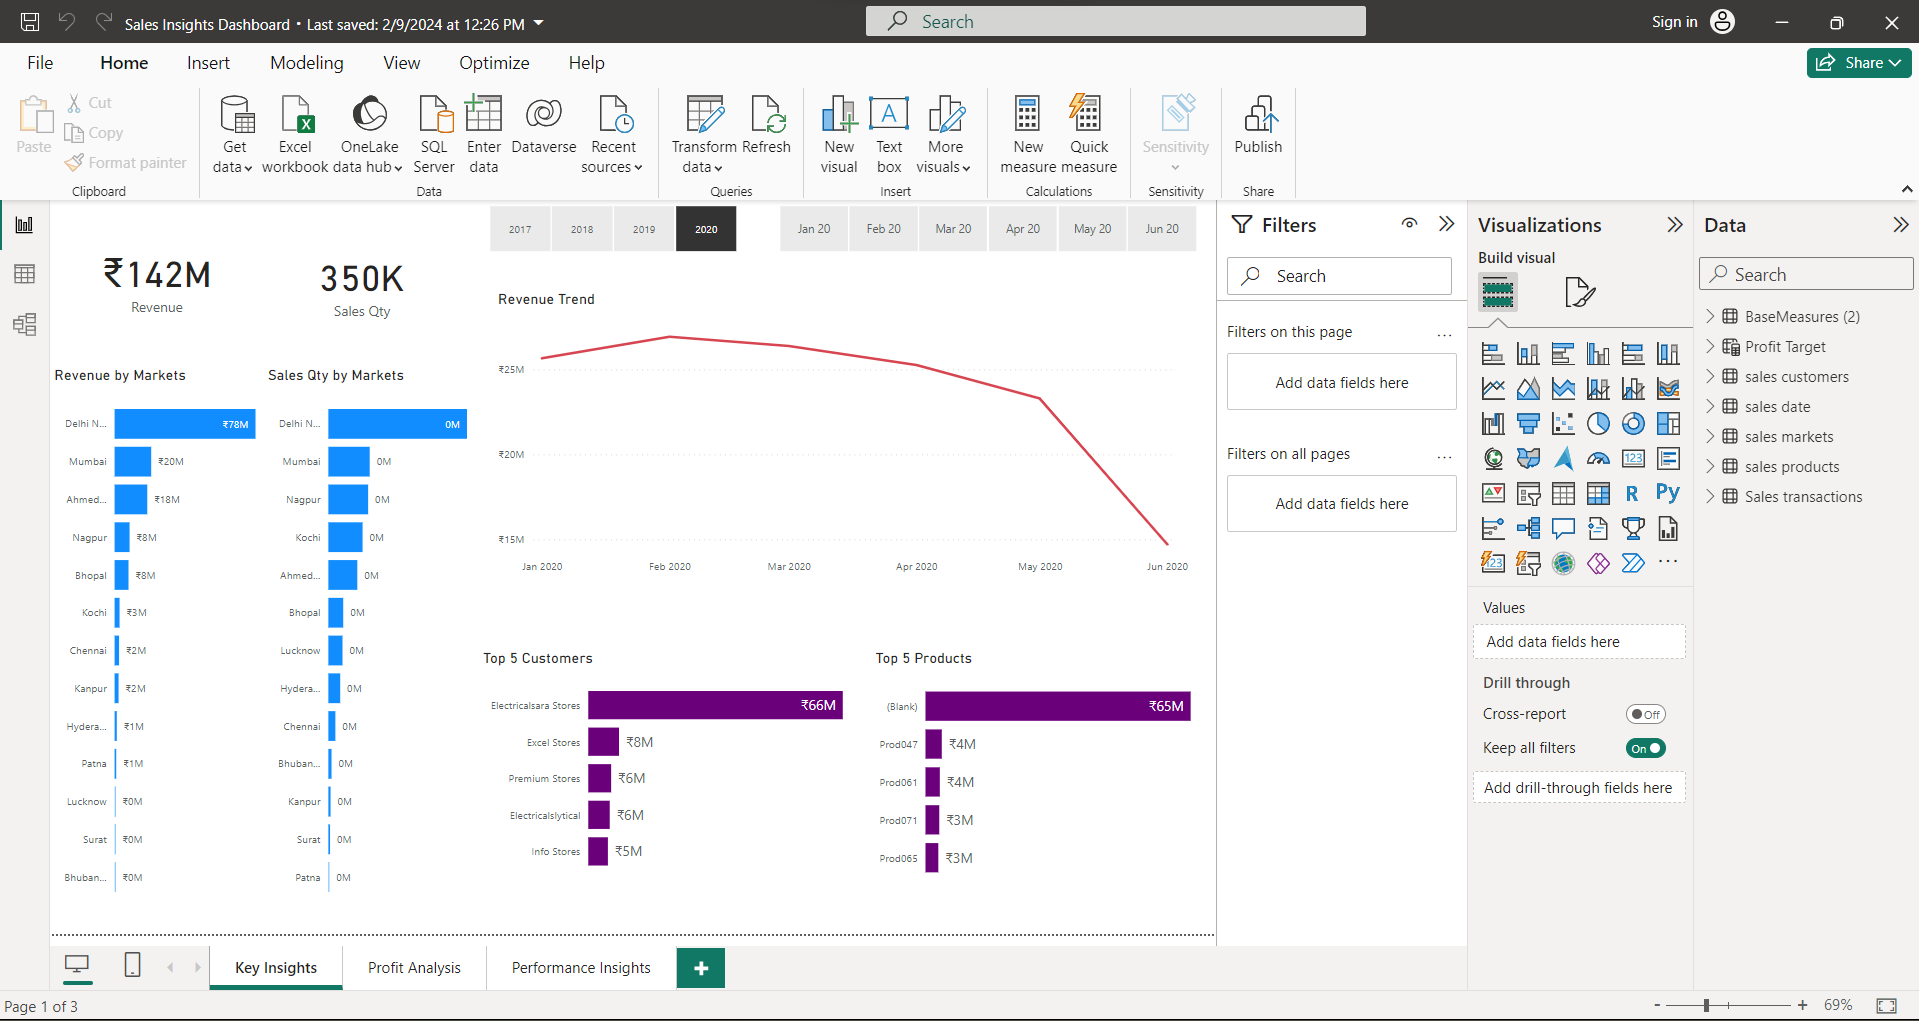 Sales Insights Dashboard • Last saved: 2/9/2024 at 12:26 PM
Search
Sign in
File
Home
Insert
Modeling
View
Optimize
Help
Share
Paste
Cut
Copy
Format painter
Clipboard
Get data
Excel workbook
OneLake data hub
SQL Server
Enter data
Dataverse
Recent sources
Data
Transform data
Refresh
Queries
New visual
Text box
More visuals
Insert
New measure
Quick measure
Calculations
Sensitivity
Sensitivity
Publish
Share
2017
2018
2019
2020
Jan 20
Feb 20
Mar 20
Apr 20
May 20
Jun 20
₹142M
Revenue
350K
Sales Qty
Revenue by Markets
Delhi N... ₹78M
Mumbai ₹20M
Ahmed... ₹18M
Nagpur ₹8M
Bhopal ₹8M
Kochi ₹3M
Chennai ₹2M
Kanpur ₹2M
Hydera... ₹1M
Patna ₹1M
Lucknow ₹0M
Surat ₹0M
Bhuban... ₹0M
Sales Qty by Markets
Delhi N... 0M
Mumbai 0M
Nagpur 0M
Kochi 0M
Ahmed... 0M
Bhopal 0M
Lucknow 0M
Hydera... 0M
Chennai 0M
Bhuban... 0M
Kanpur 0M
Surat 0M
Patna 0M
Revenue Trend
₹25M
₹20M
₹15M
Jan 2020
Feb 2020
Mar 2020
Apr 2020
May 2020
Jun 2020
Top 5 Customers
Electricalsara Stores ₹66M
Excel Stores ₹8M
Premium Stores ₹6M
Electricalslytical ₹6M
Info Stores ₹5M
Top 5 Products
(Blank) ₹65M
Prod047 ₹4M
Prod061 ₹4M
Prod071 ₹3M
Prod065 ₹3M
Filters
Search
Filters on this page ...
Add data fields here
Filters on all pages ...
Add data fields here
Visualizations
Build visual
123
R
Py
123
...
Values
Add data fields here
Drill through
Cross-report Off
Keep all filters On
Add drill-through fields here
Data
Search
BaseMeasures (2)
Profit Target
sales customers
sales date
sales markets
sales products
Sales transactions
Key Insights
Profit Analysis
Performance Insights
+
Page 1 of 3
- + 69%